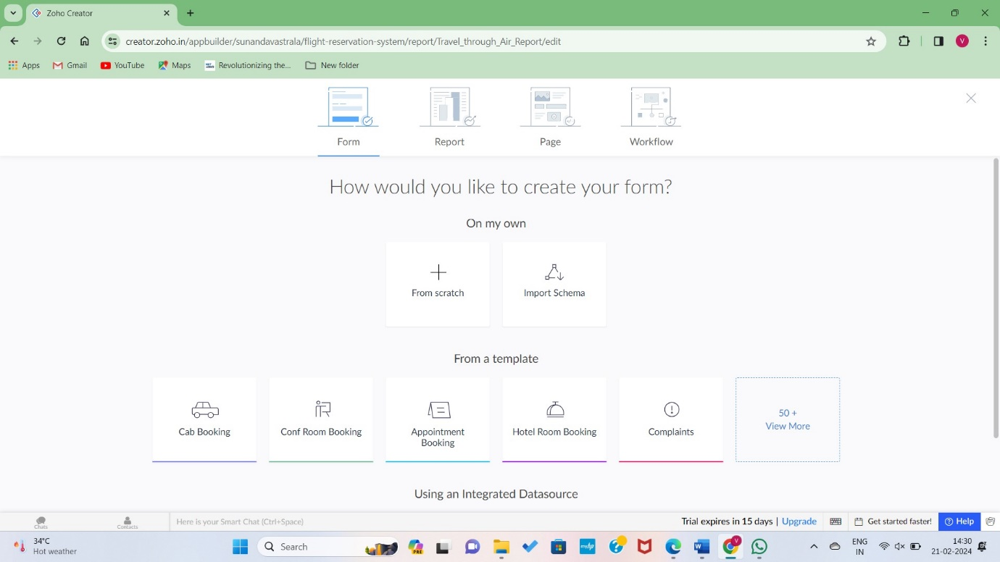 Zoho Creator
creator.zoho.in/appbuilder/sunandavastrala/flight-reservation-system/report/Travel_through_Air_Report/edit
V
Apps
Gmail
YouTube
Maps
Revolutionizing the...
New folder
Form
Report
Page
Workflow
How would you like to create your form?
On my own
From scratch
Import Schema
From a template
Cab Booking
Conf Room Booking
Appointment
Booking
Hotel Room Booking
Complaints
50 +
View More
Using an Integrated Datasource
Chats
Contacts
Here is your Smart Chat (Ctrl+Space)
Trial expires in 15 days | Upgrade
Get started faster!
Help
34°C
Hot weather
Search
PRE
myhp
W
V
ENG
IN
14:30
21-02-2024